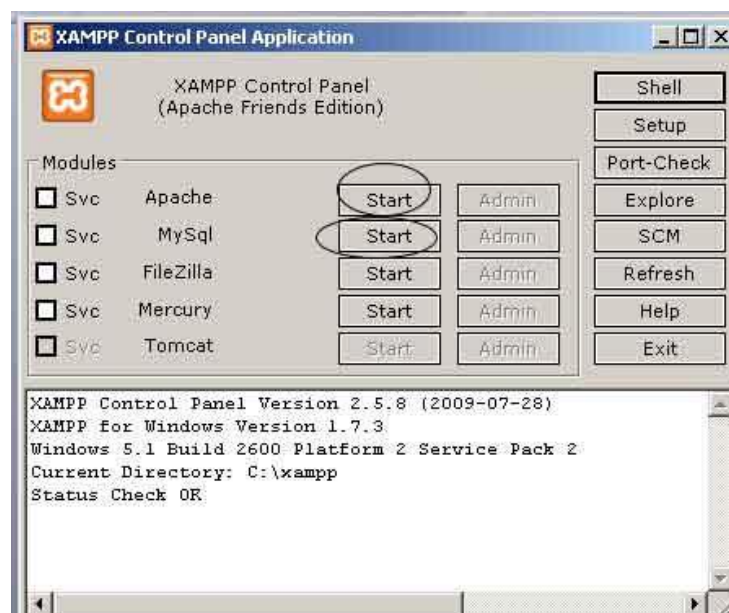 XAMPP Control Panel Application
XAMPP Control Panel
(Apache Friends Edition)
Shell
Setup
Modules
Port-Check
Svc Apache Start Admin Explore
Svc MySql Start Admin SCM
Svc FileZilla Start Admin Refresh
Svc Mercury Start Admin Help
Svc Tomcat Start Admin Exit
XAMPP Control Panel Version 2.5.8 (2009-07-28)
XAMPP for Windows Version 1.7.3
Windows 5.1 Build 2600 Platform 2 Service Pack 2
Current Directory: C:\xampp
Status Check OK